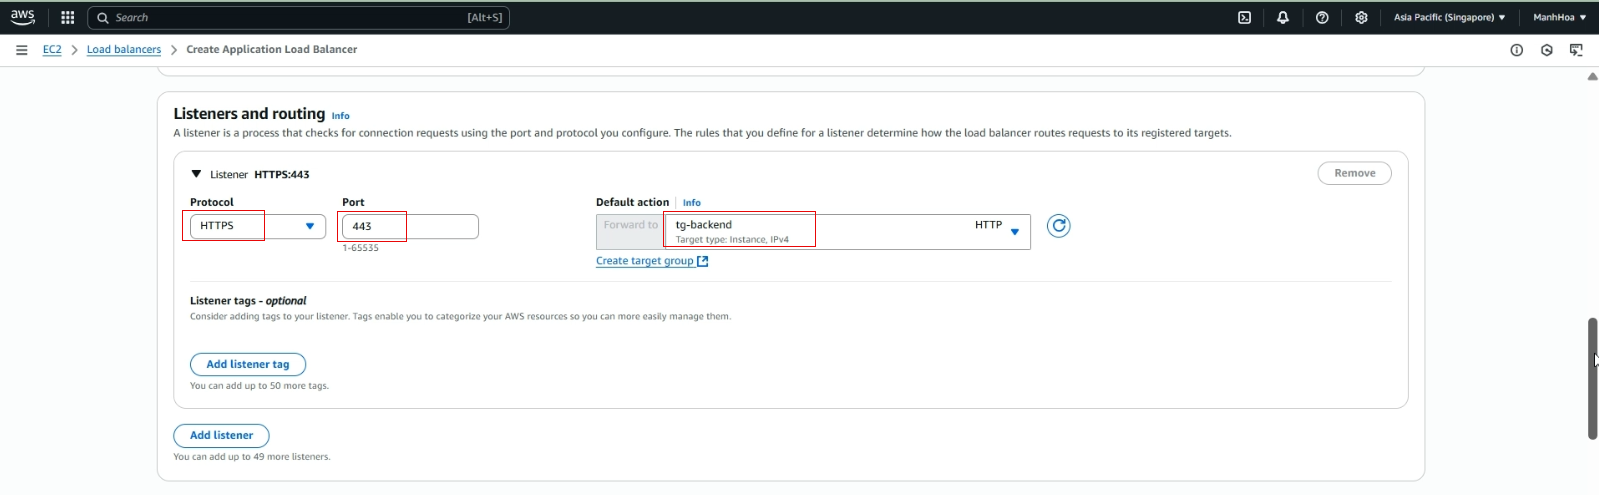 aws Search [Alt+S] Asia Pacific (Singapore) ManhHoa
EC2 > Load balancers > Create Application Load Balancer
Listeners and routing Info
A listener is a process that checks for connection requests using the port and protocol you configure. The rules that you define for a listener determine how the load balancer routes requests to its registered targets.
Listener HTTPS:443 Remove
Protocol Port Default action Info
HTTPS 443 Forward to tg-backend HTTP
Target type: Instance, IPv4
1-65535
Create target group
Listener tags - optional
Consider adding tags to your listener. Tags enable you to categorize your AWS resources so you can more easily manage them.
Add listener tag
You can add up to 50 more tags.
Add listener
You can add up to 49 more listeners.